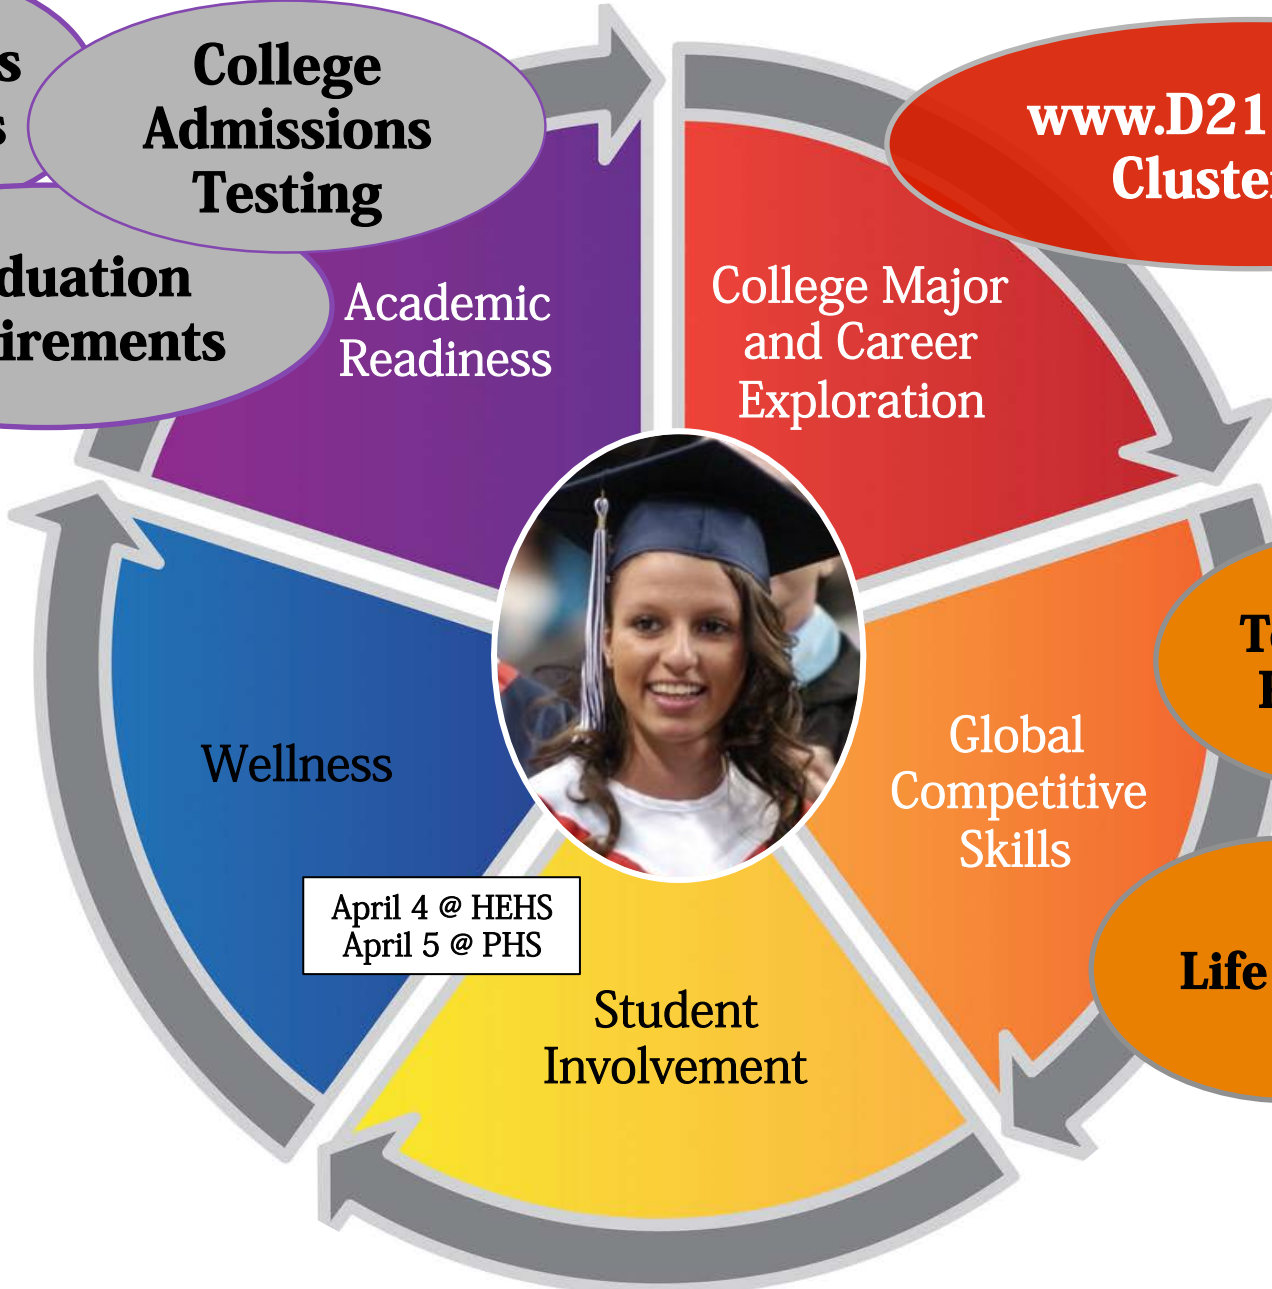 College
Admissions
Testing
www.D21
Academic
Readiness
College Major
and Career
Exploration
Wellness
Global
Competitive
Skills
Life
April 4 @ HEHS
April 5 @ PHS
Student
Involvement